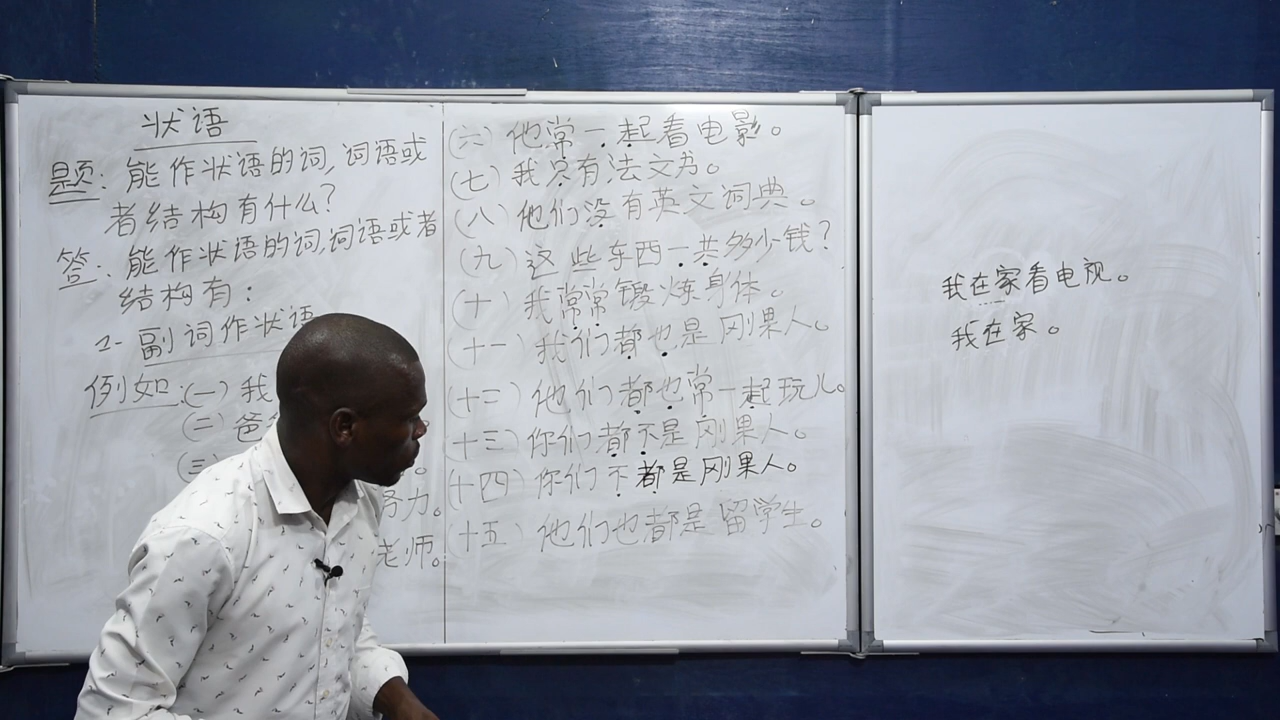 状语
题: 能作状语的词, 词语或
者结构有什么?
答: 能作状语的词, 词语或者
结构有:
1- 副词作状语
例如: (一) 我
(二) 爸
(三) 。
努力。
老师。
(六) 他常一起看电影。
(七) 我只有法文书。
(八) 他们没有英文词典。
(九) 这些东西一共多少钱?
(十) 我常常锻炼身体。
(十一) 我们都也是刚果人。
(十二) 他们都也常一起玩儿。
(十三) 你们都不是刚果人。
(十四) 你们不都是刚果人。
(十五) 他们也都是留学生。
我在家看电视。
我在家。